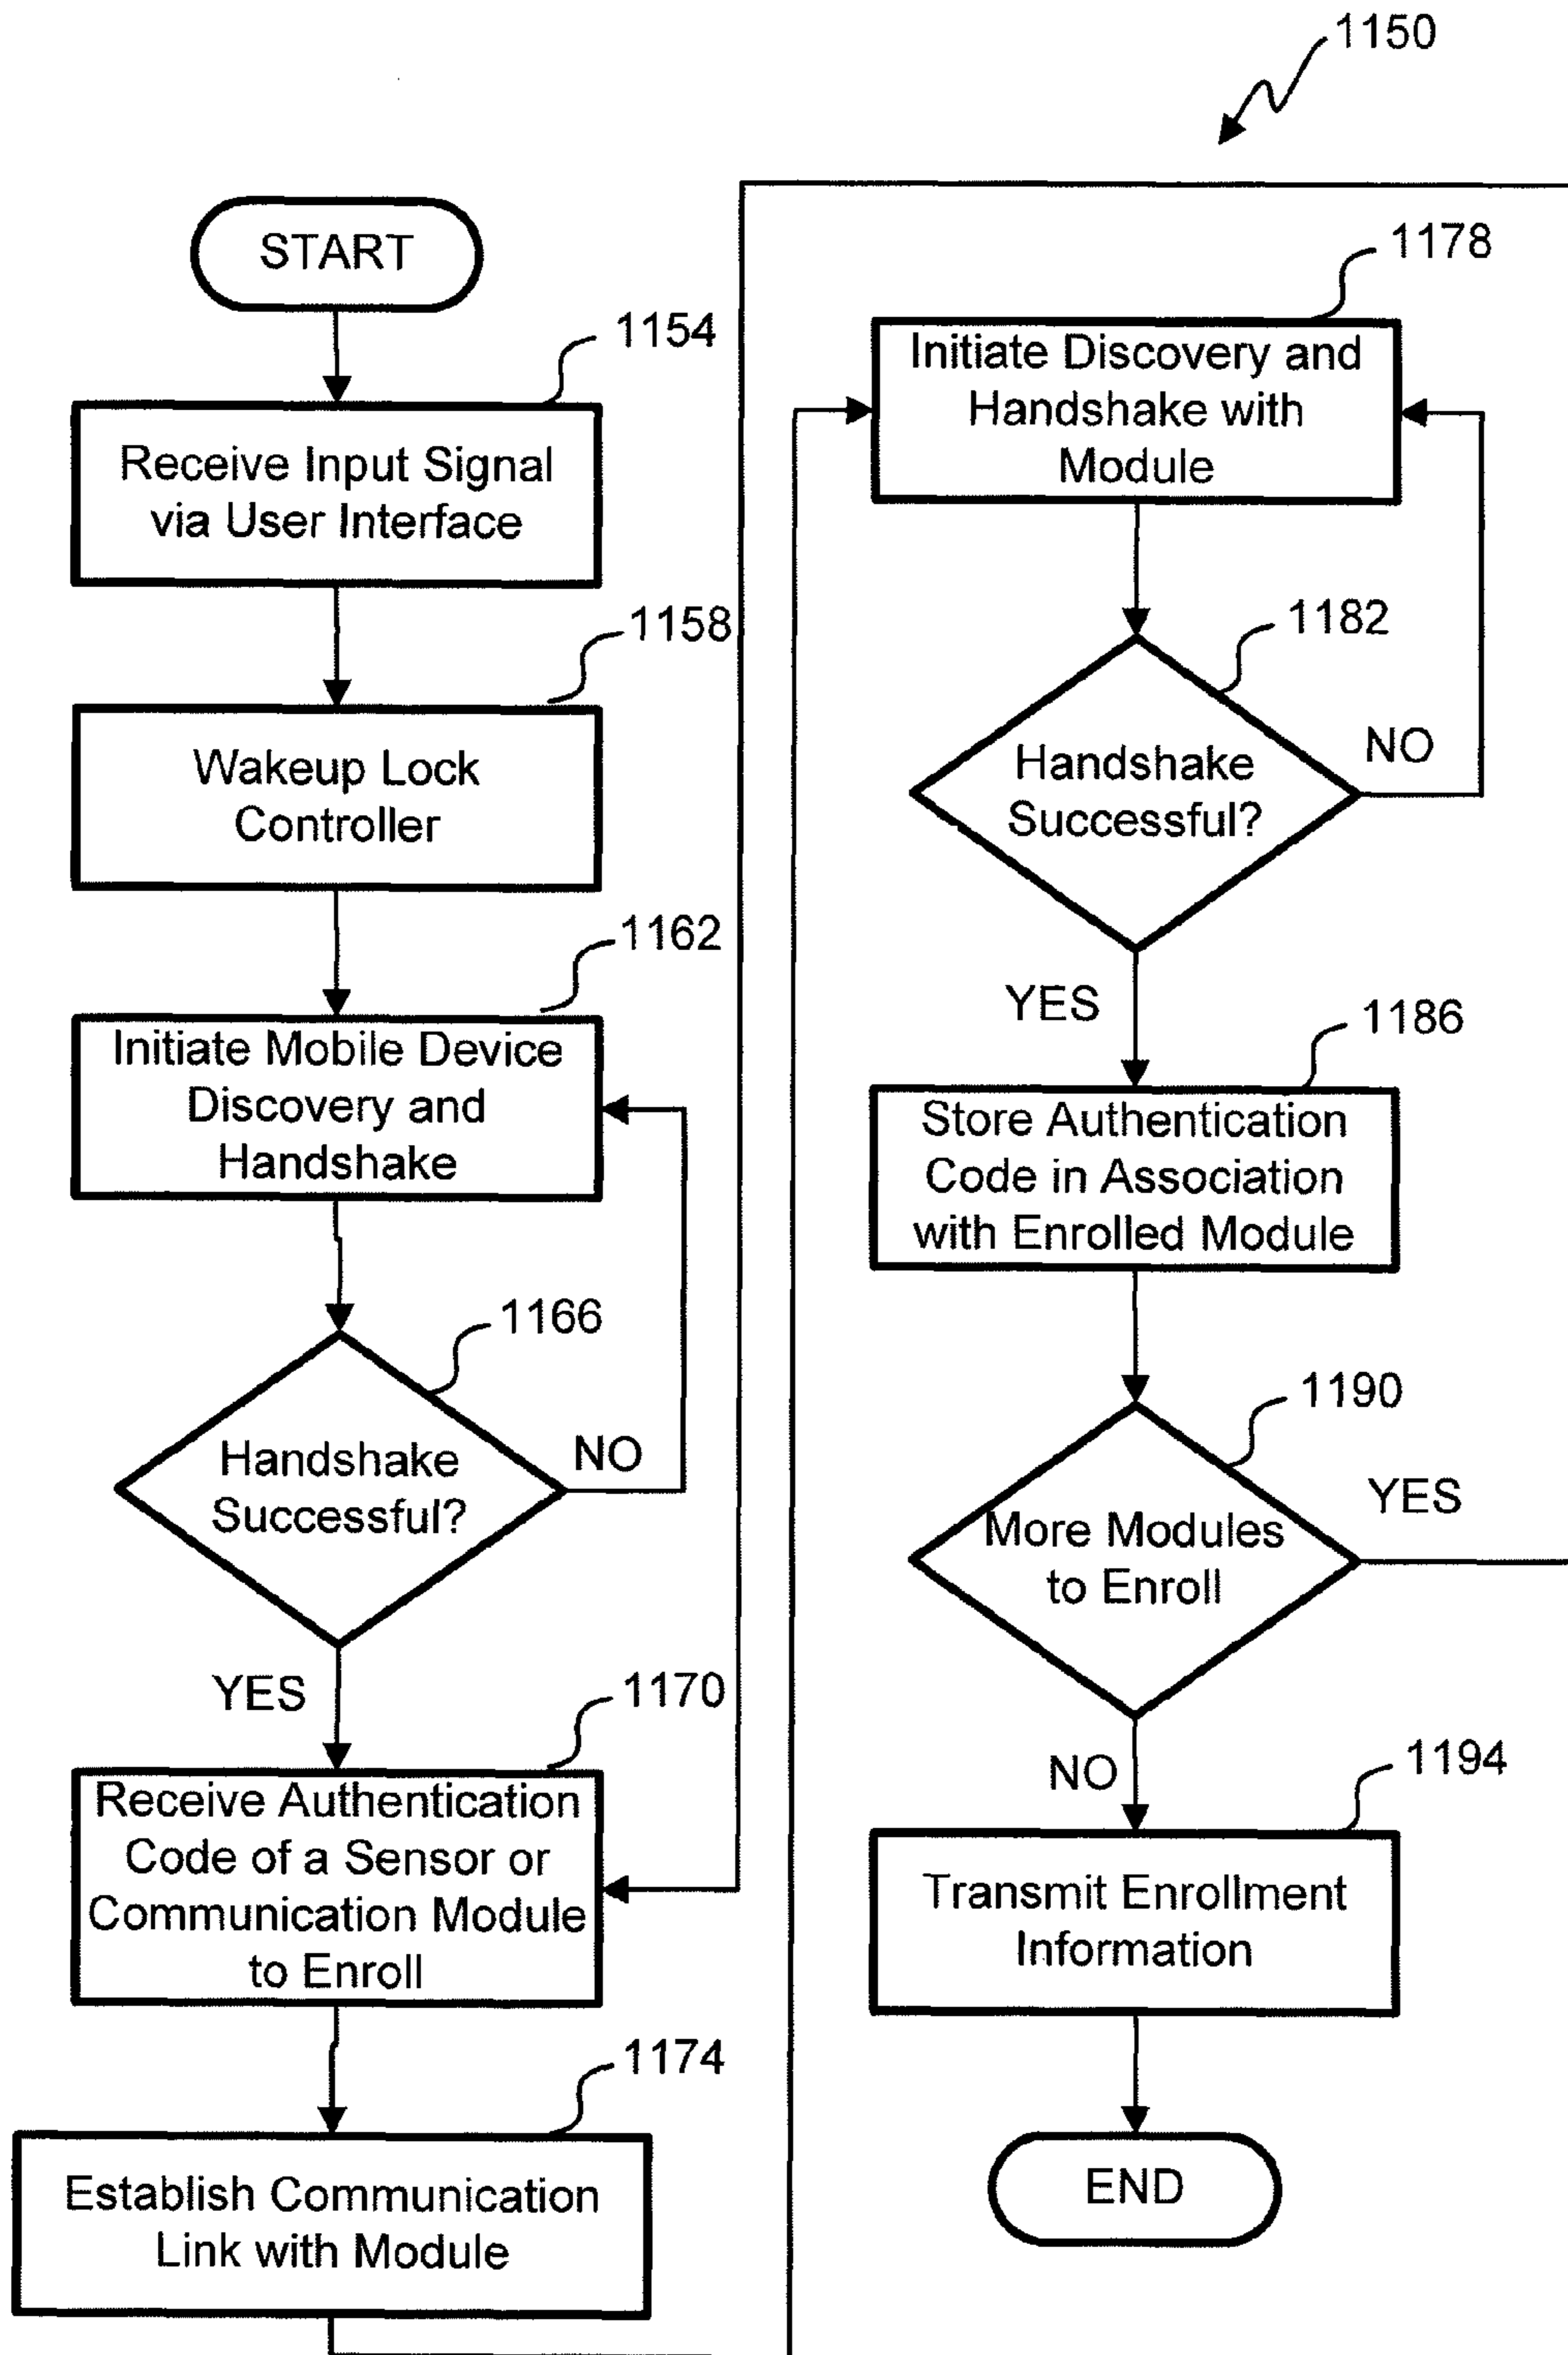 1150
START
1154
Receive Input Signal
via User Interface
1158
Wakeup Lock
Controller
1162
Initiate Mobile Device
Discovery and
Handshake
1166
Handshake
Successful?
NO
YES
1170
Receive Authentication
Code of a Sensor or
Communication Module
to Enroll
1174
Establish Communication
Link with Module
1178
Initiate Discovery and
Handshake with
Module
1182
Handshake
Successful?
NO
YES
1186
Store Authentication
Code in Association
with Enrolled Module
1190
More Modules
to Enroll
YES
NO
1194
Transmit Enrollment
Information
END